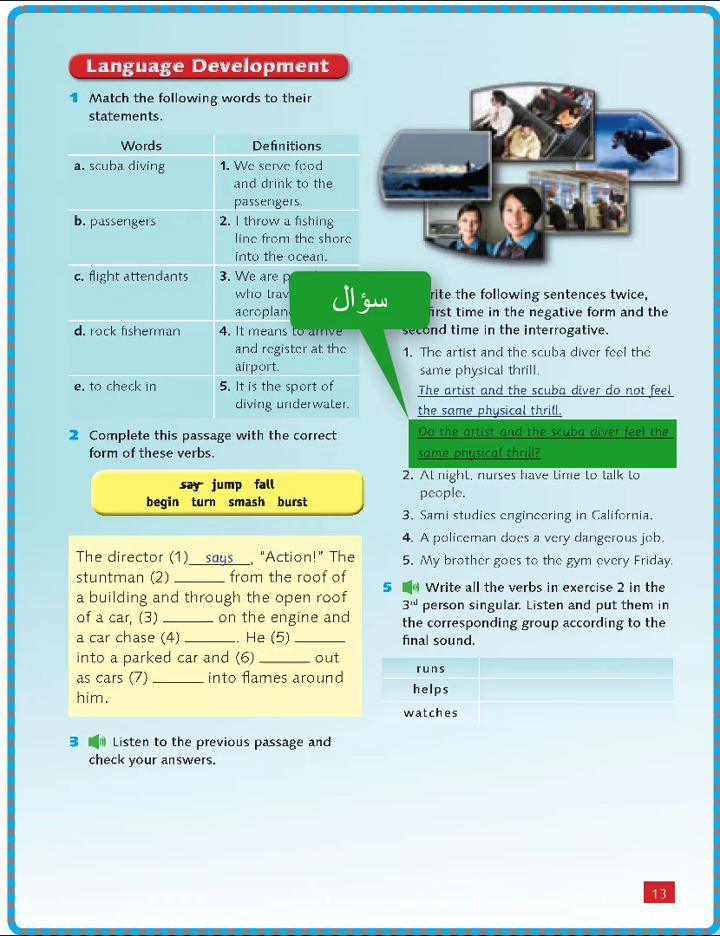 Language Development
1 Match the following words to their
statements.
Words Definitions
a. scuba diving 1. We serve food
and drink to the
passengers.
b. passengers 2. I throw a fishing
line from the shore
into the ocean.
c. flight attendants 3. We are
who
d. rock fisherman 4. It means to arrive
and register at the
airport.
e. to check in 5. It is the sport of
diving underwater.
2 Complete this passage with the correct
form of these verbs.
say jump fall
begin turn smash burst
The director (1) says, "Action!" The
stuntman (2) ______ from the roof of
a building and through the open roof
of a car, (3) ______ on the engine and
a car chase (4) ______. He (5) ______
into a parked car and (6) ______ out
as cars (7) ______ into flames around
him.
3 Listen to the previous passage and
check your answers.
سؤال
the following sentences twice,
first time in the negative form and the
second time in the interrogative.
1. The artist and the scuba diver feel the
same physical thrill.
The artist and the scuba diver do not feel
the same physical thrill.
Do the artist and the scuba diver feel the
same physical thrill?
2. At night, nurses have time to talk to
people.
3. Sami studies engineering in California.
4. A policeman does a very dangerous job.
5. My brother goes to the gym every Friday.
5 Write all the verbs in exercise 2 in the
3rd person singular. Listen and put them in
the corresponding group according to the
final sound.
runs
helps
watches
13